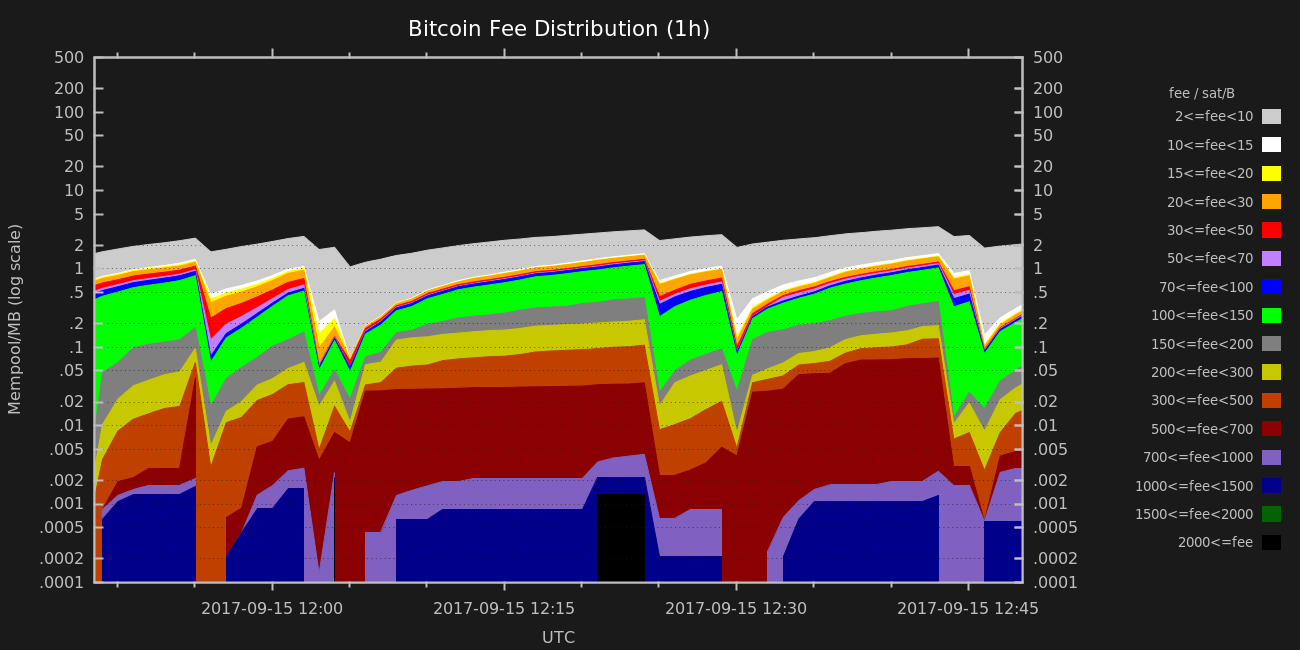 Bitcoin Fee Distribution (1h)
Mempool/MB (log scale)
500
200
100
50
20
10
5
2
1
.5
.2
.1
.05
.02
.01
.005
.002
.001
.0005
.0002
.0001
500
200
100
50
20
10
5
2
1
.5
.2
.1
.05
.02
.01
.005
.002
.001
.0005
.0002
.0001
2017-09-15 12:00
2017-09-15 12:15
2017-09-15 12:30
2017-09-15 12:45
UTC
fee / sat/B
2<=fee<10
10<=fee<15
15<=fee<20
20<=fee<30
30<=fee<50
50<=fee<70
70<=fee<100
100<=fee<150
150<=fee<200
200<=fee<300
300<=fee<500
500<=fee<700
700<=fee<1000
1000<=fee<1500
1500<=fee<2000
2000<=fee